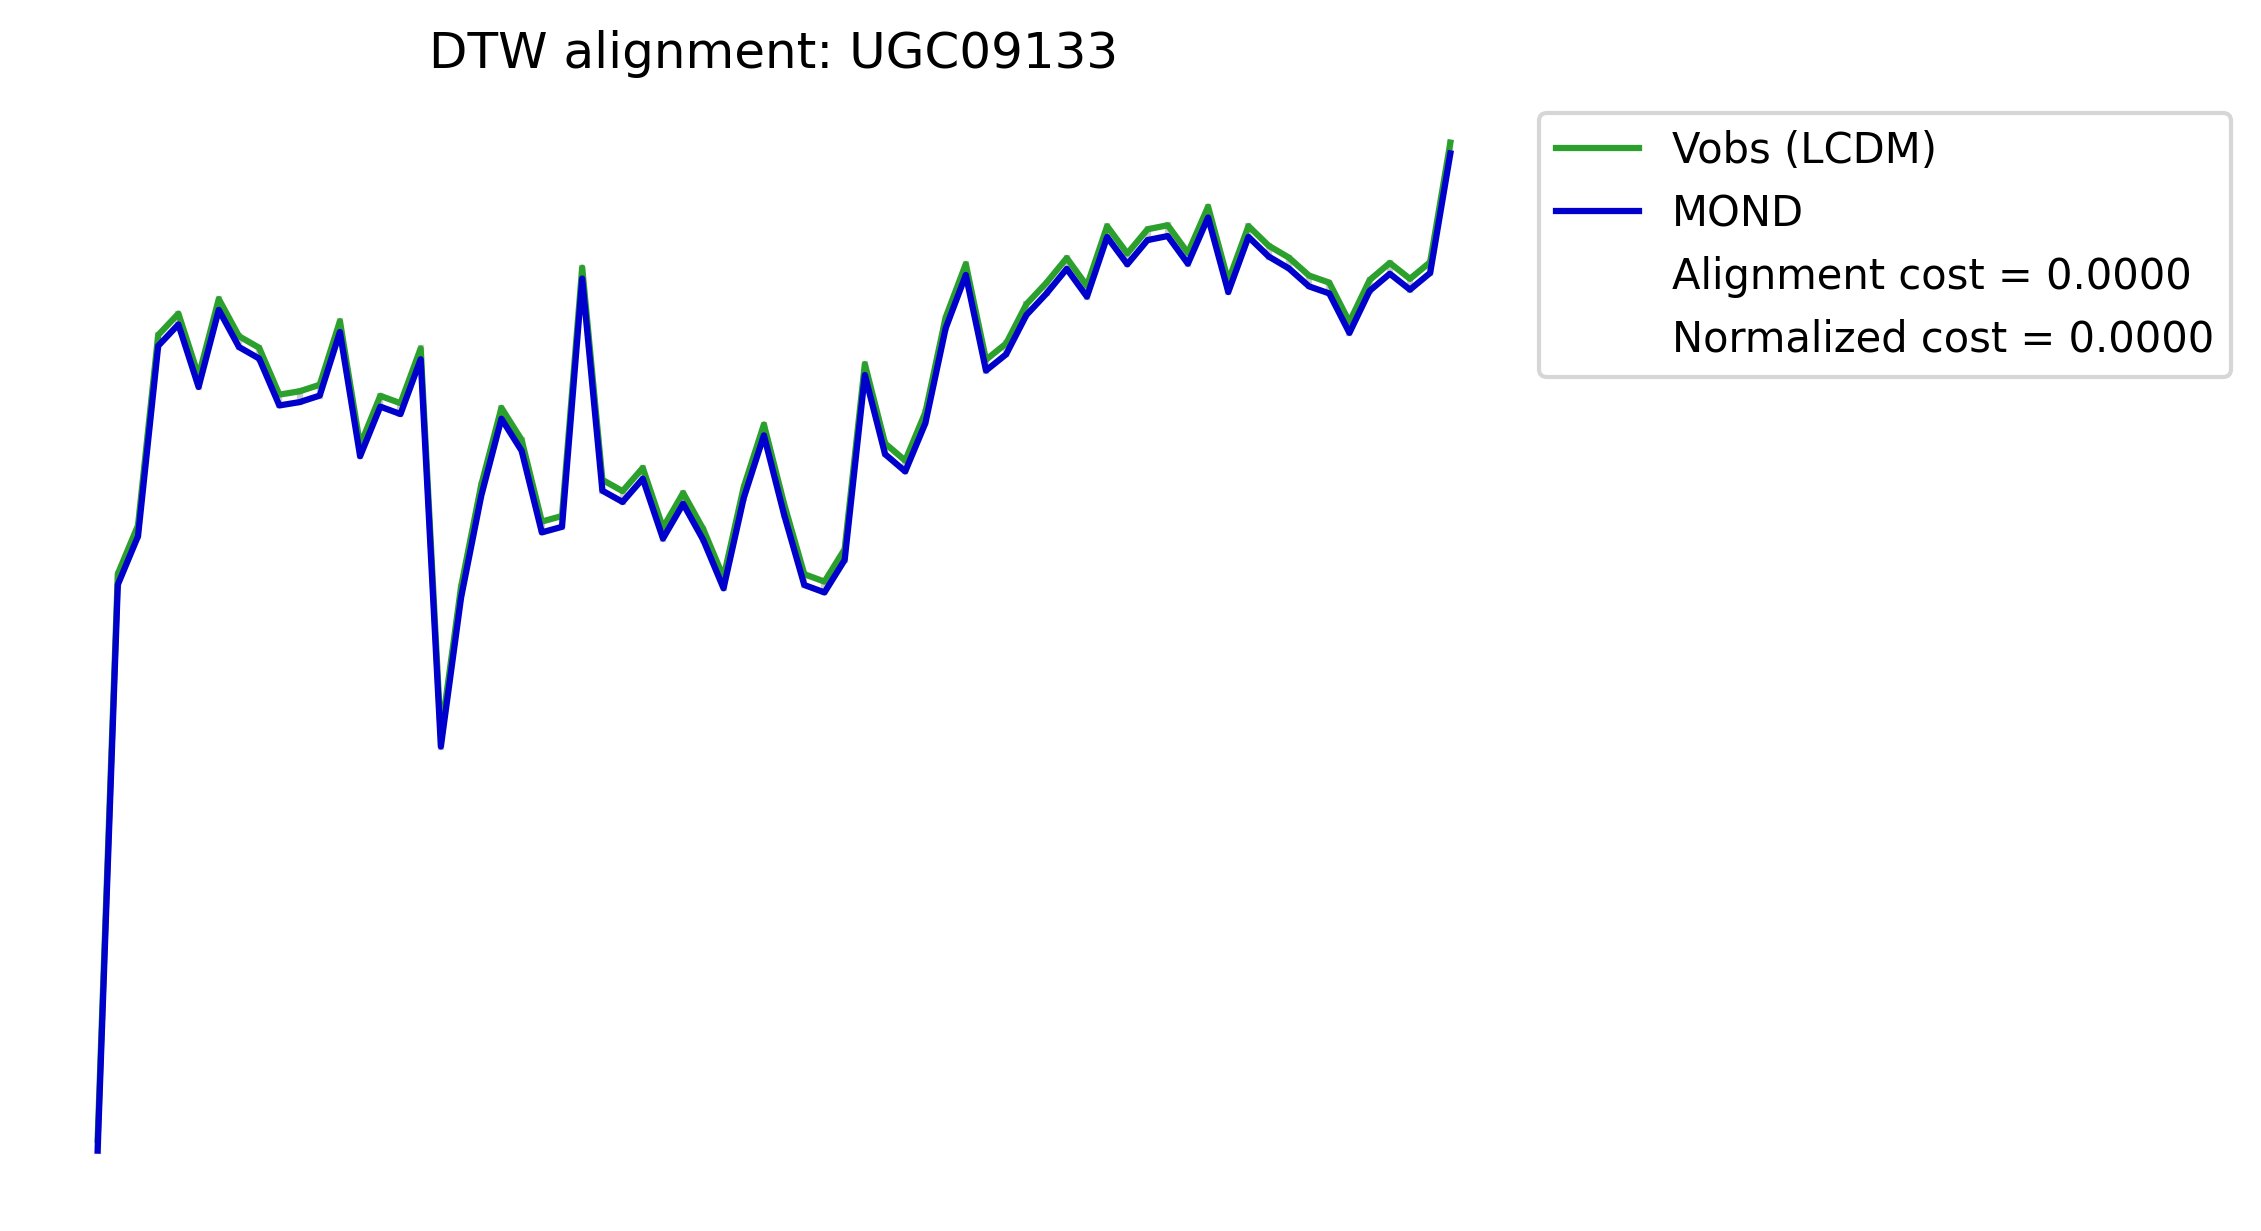 DTW alignment: UGC09133
Vobs (LCDM)
MOND
Alignment cost = 0.0000
Normalized cost = 0.0000